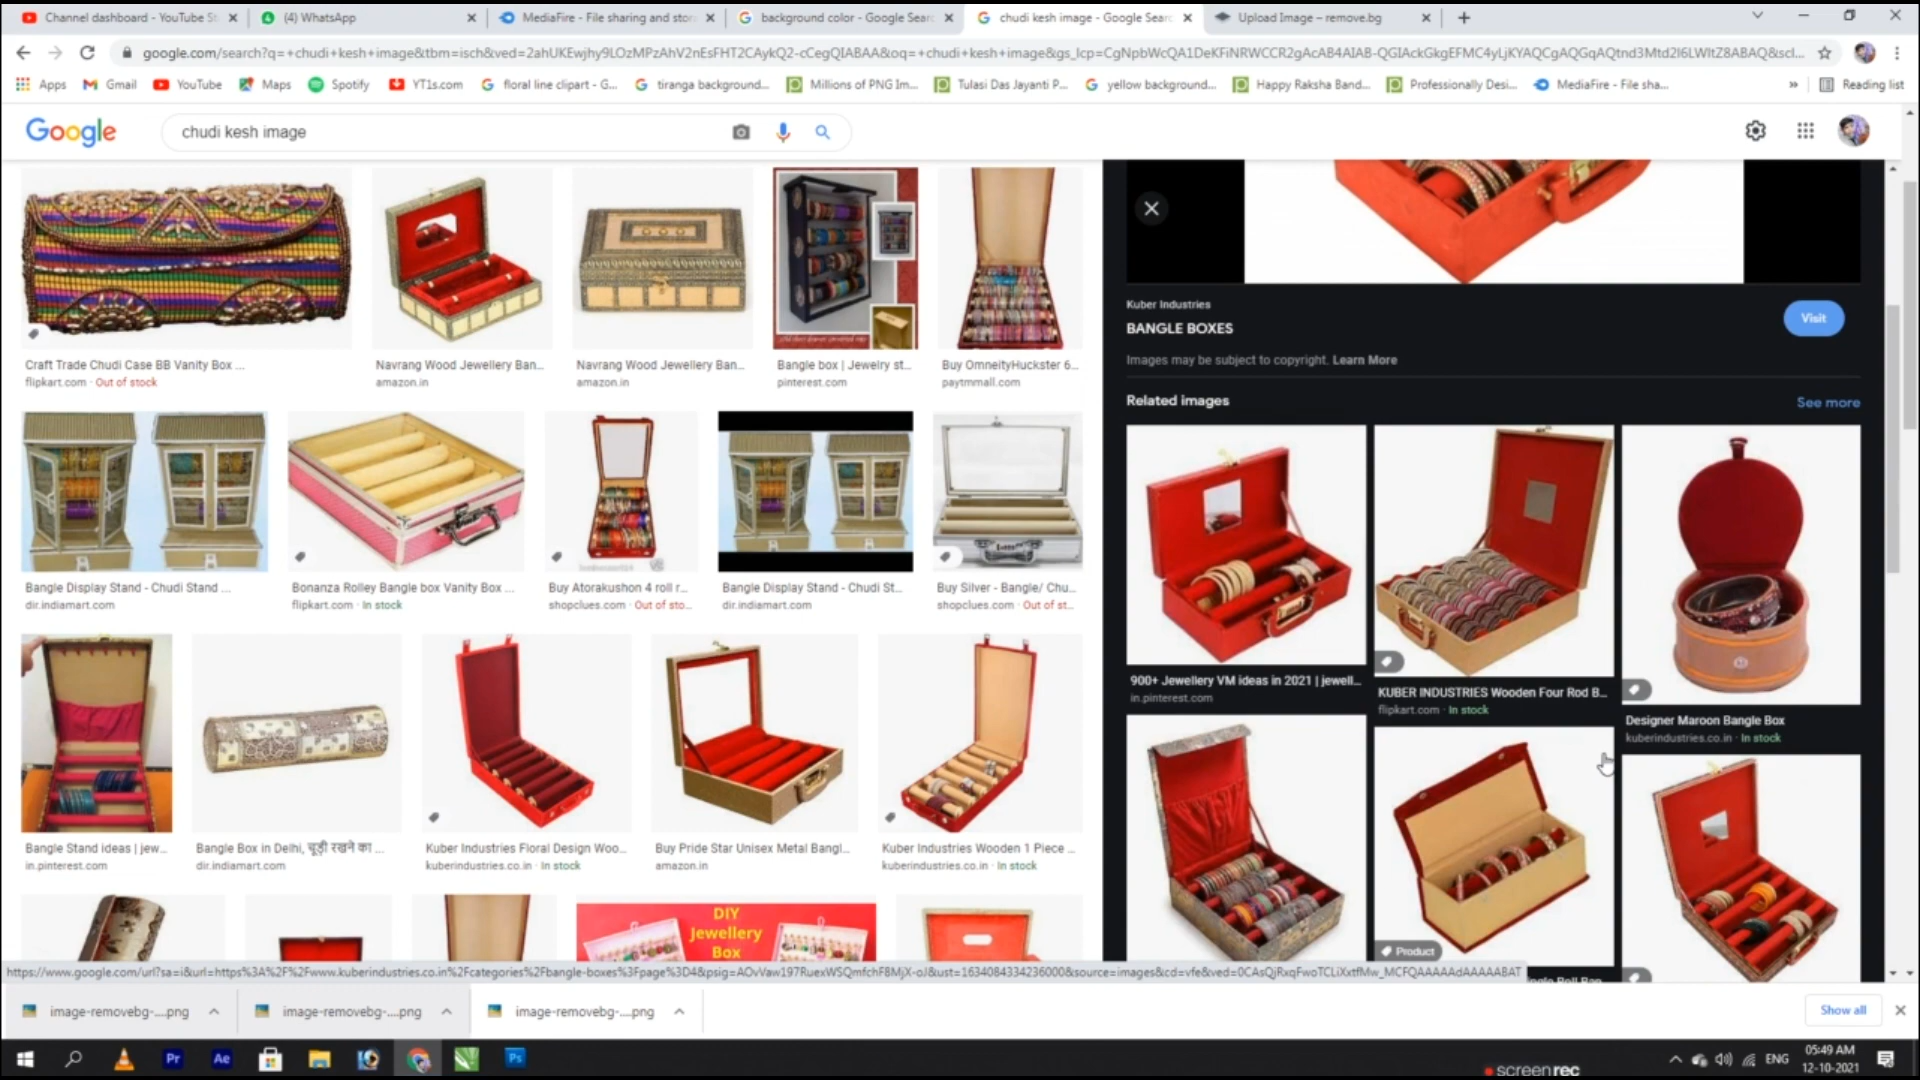 Channel dashboard - YouTube St
(4) WhatsApp
MediaFire - File sharing and stor
background color - Google Searc
chudi kesh image - Google Searc
Upload Image – remove.bg
Apps
Gmail
YouTube
Maps
Spotify
YT1s.com
floral line clipart - G...
tiranga background...
Millions of PNG Im...
Tulasi Das Jayanti P...
yellow background...
Happy Raksha Band...
Professionally Desi...
MediaFire - File sha...
»
Reading list
Google
chudi kesh image
Craft Trade Chudi Case BB Vanity Box ...
flipkart.com · Out of stock
Navrang Wood Jewellery Ban...
amazon.in
Navrang Wood Jewellery Ban...
amazon.in
Bangle box | Jewelry st...
pinterest.com
Buy OmneityHuckster 6...
paytmmall.com
Kuber Industries
BANGLE BOXES
Visit
Images may be subject to copyright. Learn More
Related images
See more
Bangle Display Stand - Chudi Stand ...
dir.indiamart.com
Bonanza Rolley Bangle box Vanity Box ...
flipkart.com · In stock
Buy Atorakushon 4 roll r...
shopclues.com · Out of sto...
Bangle Display Stand - Chudi St...
dir.indiamart.com
Buy Silver - Bangle/ Chu...
shopclues.com · Out of st...
900+ Jewellery VM ideas in 2021 | jewell...
in.pinterest.com
KUBER INDUSTRIES Wooden Four Rod B...
flipkart.com · In stock
Designer Maroon Bangle Box
kuberindustries.co.in · In stock
Bangle Stand ideas | jew...
in.pinterest.com
Bangle Box in Delhi, चूड़ी रखने का ...
dir.indiamart.com
Kuber Industries Floral Design Woo...
kuberindustries.co.in · In stock
Buy Pride Star Unisex Metal Bangl...
amazon.in
Kuber Industries Wooden 1 Piece ...
kuberindustries.co.in · In stock
DIY
Jewellery
Box
Product
image-removebg-....png
image-removebg-....png
image-removebg-....png
Show all
Pr
Ae
Ps
ENG
05:49 AM
12-10-2021
screenrec